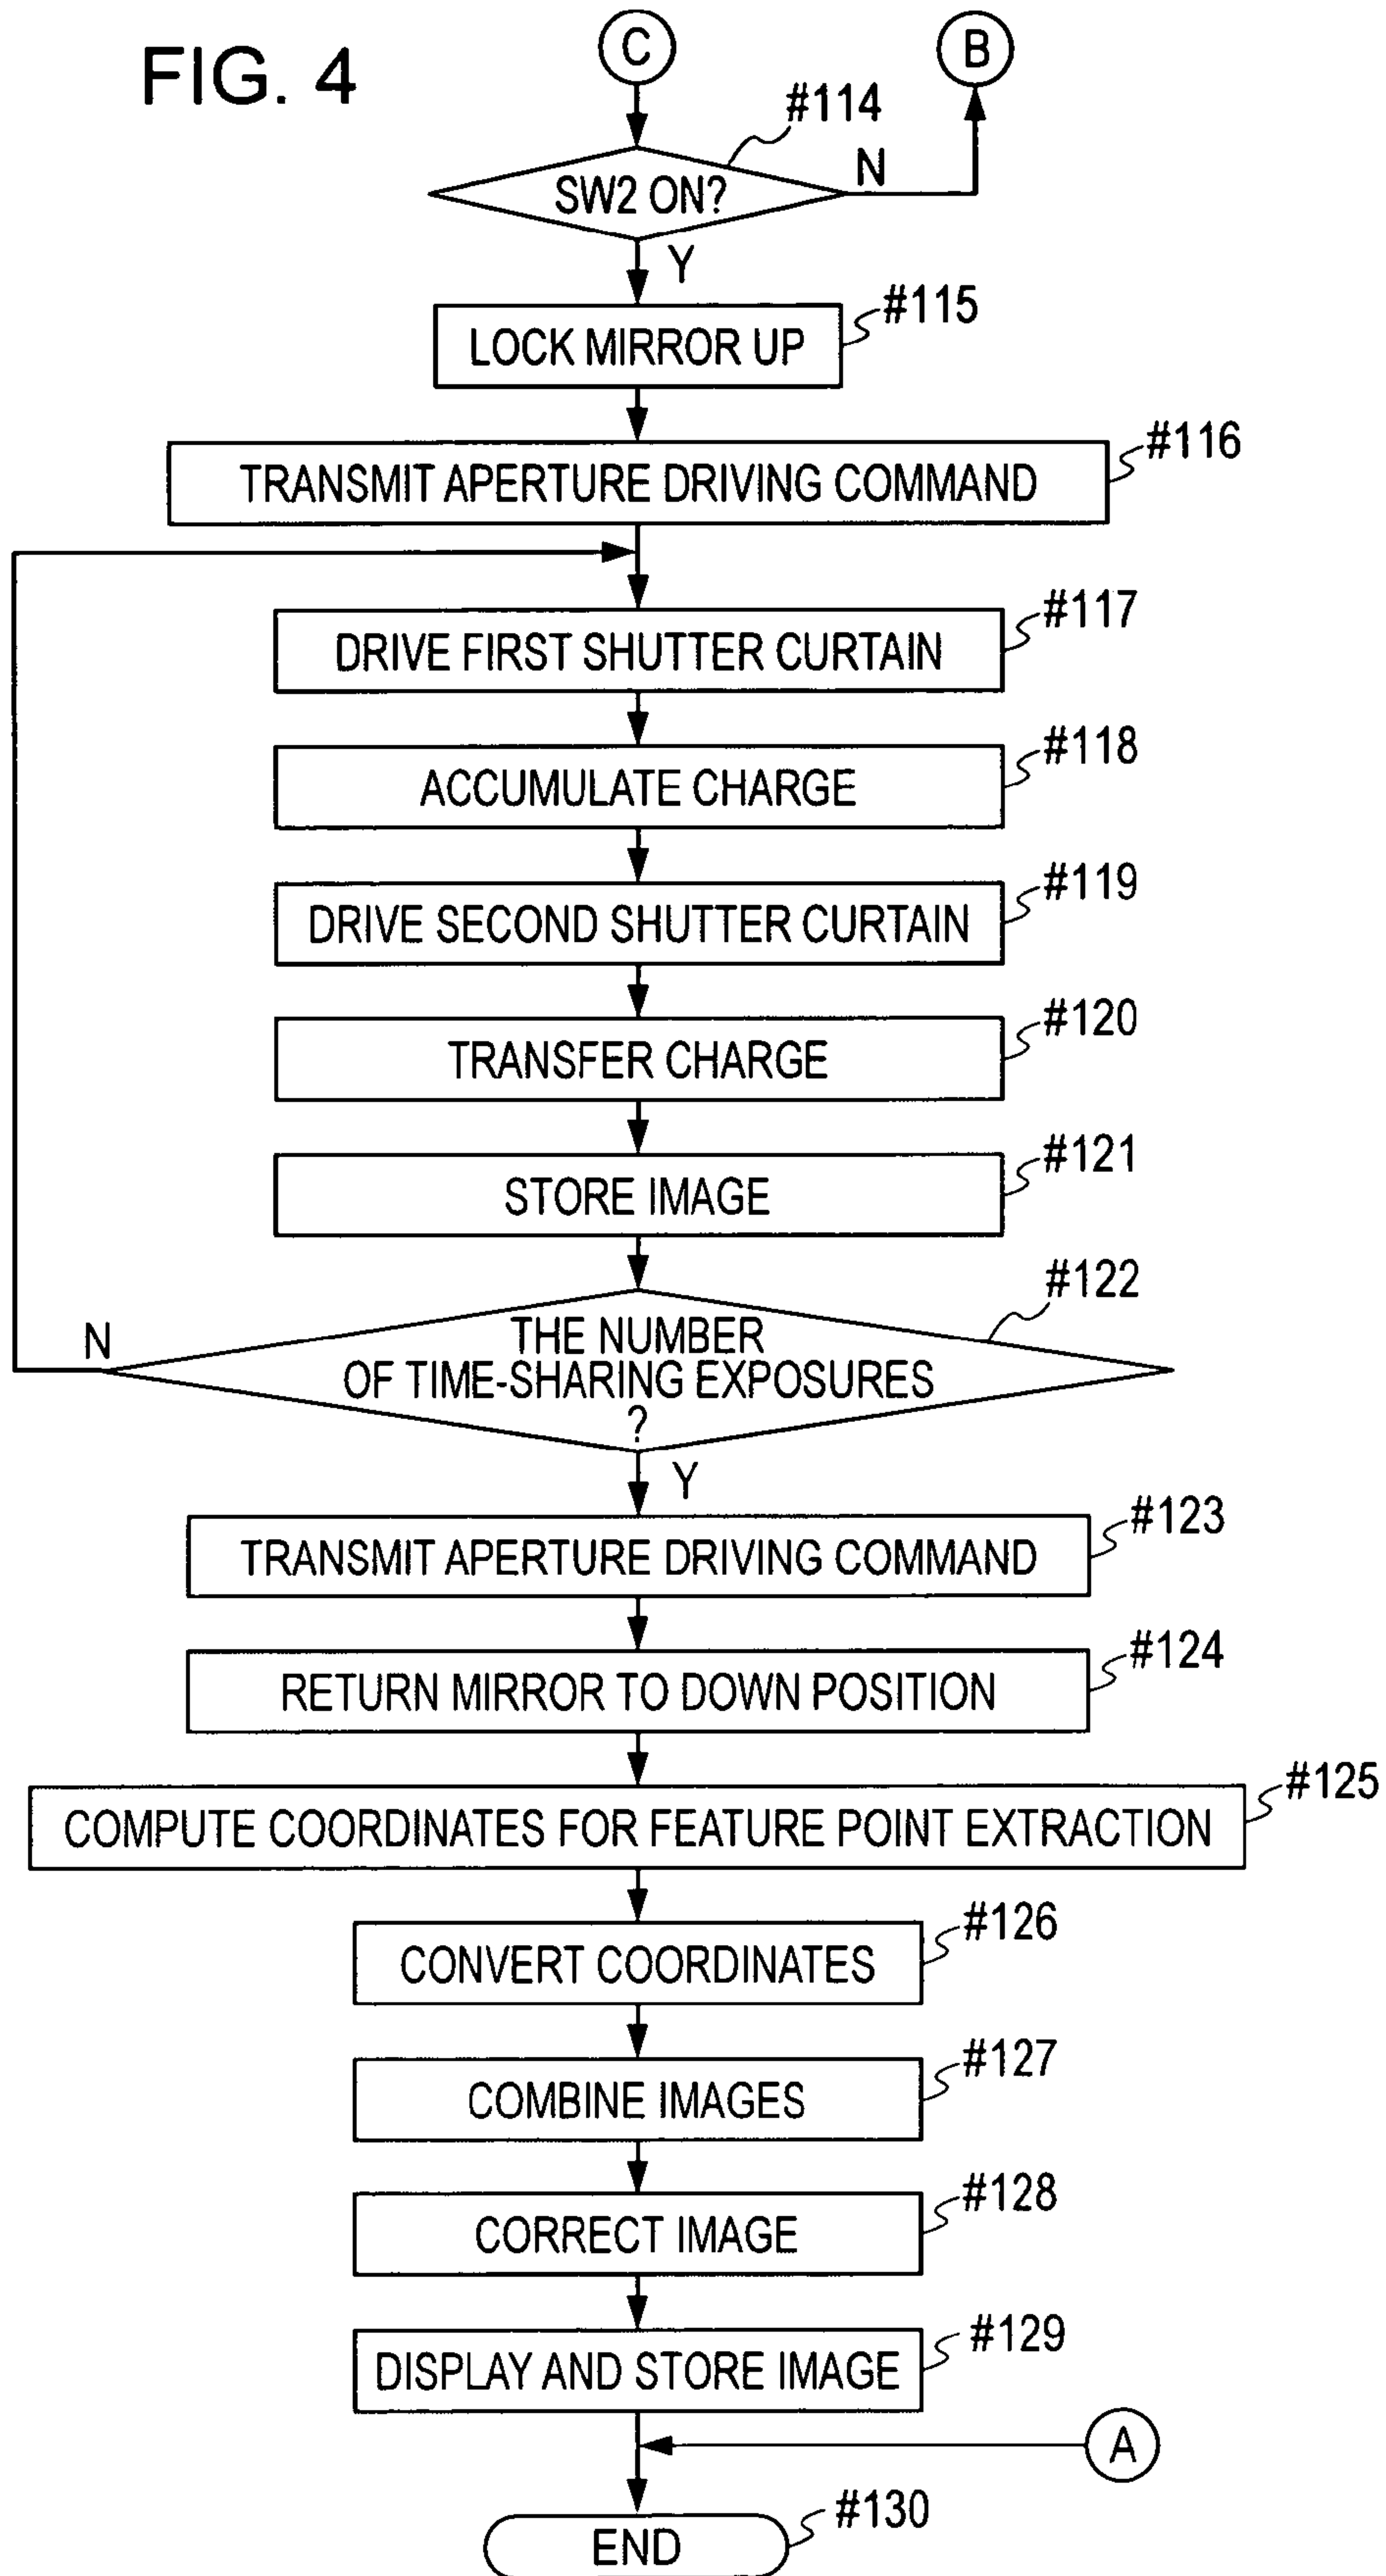 FIG. 4
C
B
#114
SW2 ON?
N
Y
#115
LOCK MIRROR UP
#116
TRANSMIT APERTURE DRIVING COMMAND
#117
DRIVE FIRST SHUTTER CURTAIN
#118
ACCUMULATE CHARGE
#119
DRIVE SECOND SHUTTER CURTAIN
#120
TRANSFER CHARGE
#121
STORE IMAGE
#122
THE NUMBER
OF TIME-SHARING EXPOSURES
?
N
Y
#123
TRANSMIT APERTURE DRIVING COMMAND
#124
RETURN MIRROR TO DOWN POSITION
#125
COMPUTE COORDINATES FOR FEATURE POINT EXTRACTION
#126
CONVERT COORDINATES
#127
COMBINE IMAGES
#128
CORRECT IMAGE
#129
DISPLAY AND STORE IMAGE
A
#130
END